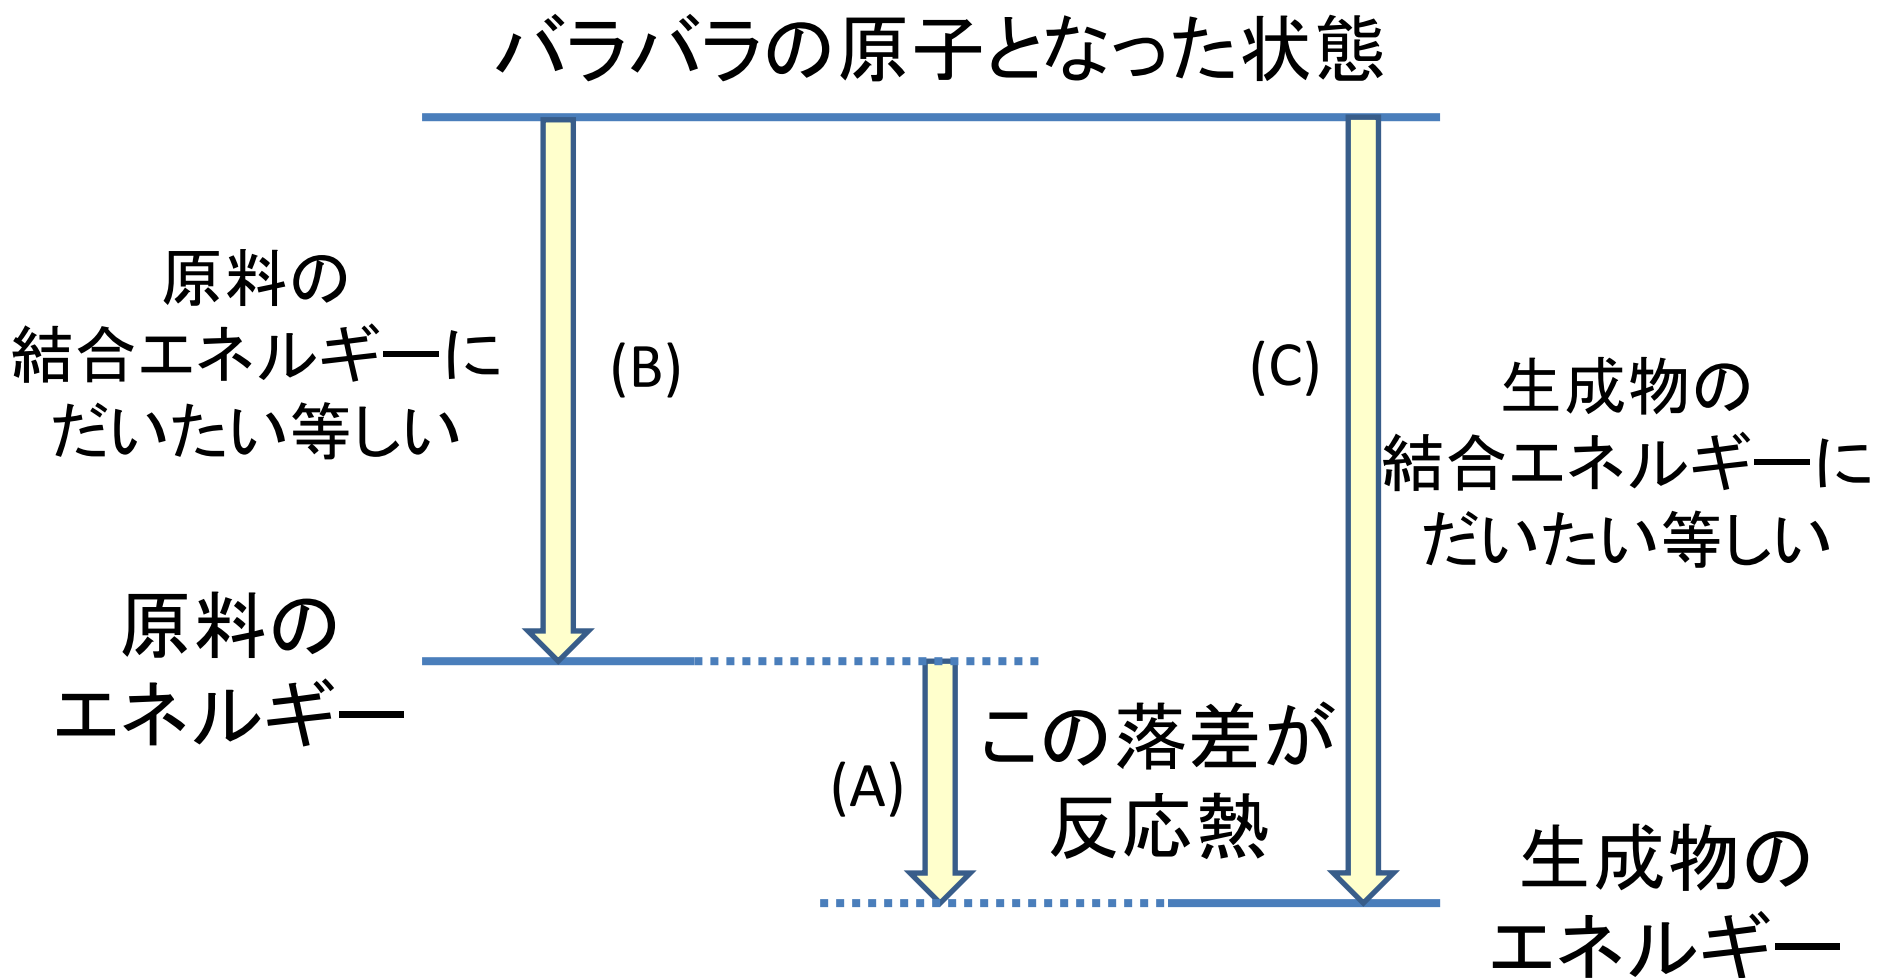 バラバラの原子となった状態
原料の
結合エネルギーに
だいたい等しい
(B)
(C)
生成物の
結合エネルギーに
だいたい等しい
原料の
エネルギー
(A)
この落差が
反応熱
生成物の
エネルギー